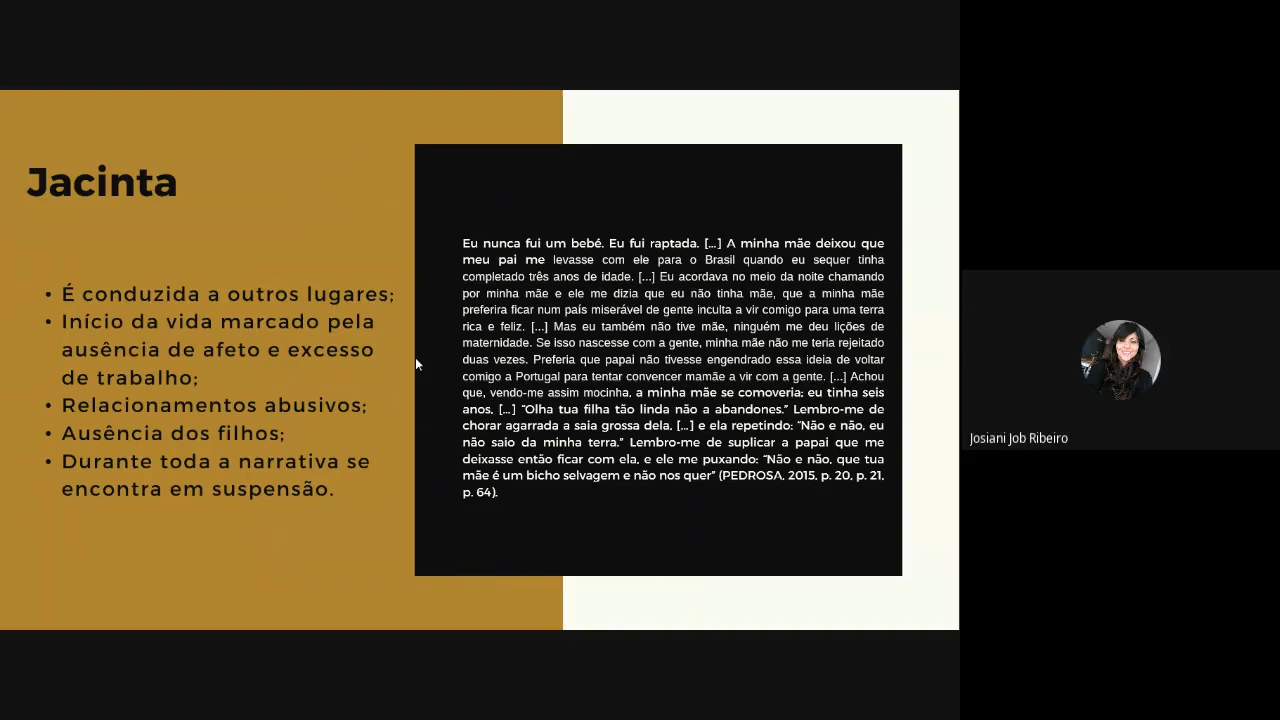 Jacinta
• É conduzida a outros lugares;
• Início da vida marcado pela
ausência de afeto e excesso
de trabalho;
• Relacionamentos abusivos;
• Ausência dos filhos;
• Durante toda a narrativa se
encontra em suspensão.
Eu nunca fui um bebé. Eu fui raptada. [...] A minha mãe deixou que
meu pai me levasse com ele para o Brasil quando eu sequer tinha
completado três anos de idade. [...] Eu acordava no meio da noite chamando
por minha mãe e ele me dizia que eu não tinha mãe, que a minha mãe
preferira ficar num país miserável de gente inculta a vir comigo para uma terra
rica e feliz. [...] Mas eu também não tive mãe, ninguém me deu lições de
maternidade. Se isso nascesse com a gente, minha mãe não me teria rejeitado
duas vezes. Preferia que papai não tivesse engendrado essa ideia de voltar
comigo a Portugal para tentar convencer mamãe a vir com a gente. [...] Achou
que, vendo-me assim mocinha, a minha mãe se comoveria; eu tinha seis
anos, [...] “Olha tua filha tão linda não a abandones.” Lembro-me de
chorar agarrada a saia grossa dela, [...] e ela repetindo: “Não e não, eu
não saio da minha terra.” Lembro-me de suplicar a papai que me
deixasse então ficar com ela, e ele me puxando: “Não e não, que tua
mãe é um bicho selvagem e não nos quer” (PEDROSA, 2015, p. 20, p. 21,
p. 64).
Josiani Job Ribeiro